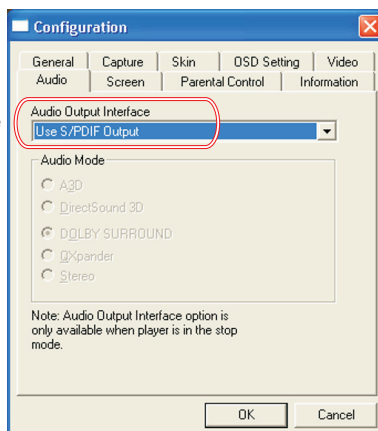 Configuration
General Capture Skin OSD Setting Video
Audio Screen Parental Control Information
Audio Output Interface
Use S/PDIF Output
Audio Mode
A3D
DirectSound 3D
DOLBY SURROUND
QXpander
Stereo
Note: Audio Output Interface option is
only available when player is in the stop
mode.
OK Cancel